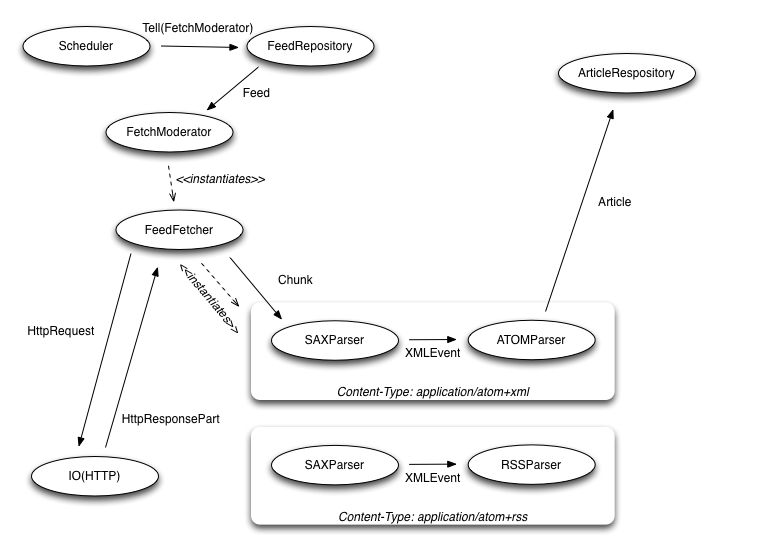 Tell(FetchModerator)
Scheduler
FeedRepository
ArticleRespository
Feed
FetchModerator
<<instantiates>>
Article
FeedFetcher
<<instantiates>>
Chunk
HttpRequest
SAXParser
ATOMParser
XMLEvent
Content-Type: application/atom+xml
HttpResponsePart
IO(HTTP)
SAXParser
RSSParser
XMLEvent
Content-Type: application/atom+rss